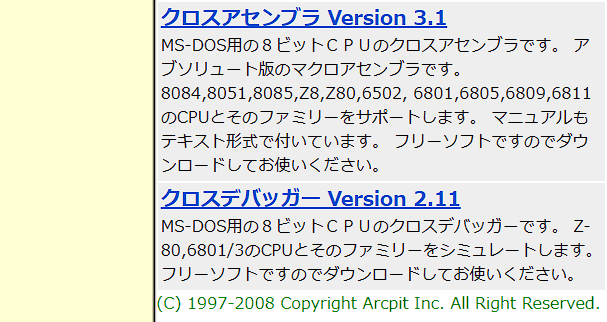 クロスアセンブラ Version 3.1
MS-DOS用の８ビットＣＰＵのクロスアセンブラです。 ア
ブソリュート版のマクロアセンブラです。
8084,8051,8085,Z8,Z80,6502, 6801,6805,6809,6811
のCPUとそのファミリーをサポートします。 マニュアルも
テキスト形式で付いています。 フリーソフトですのでダウ
ンロードしてお使いください。
クロスデバッガー Version 2.11
MS-DOS用の８ビットＣＰＵのクロスデバッガーです。 Z-
80,6801/3のCPUとそのファミリーをシミュレートします。
フリーソフトですのでダウンロードしてお使いください。
(C) 1997-2008 Copyright Arcpit Inc. All Right Reserved.